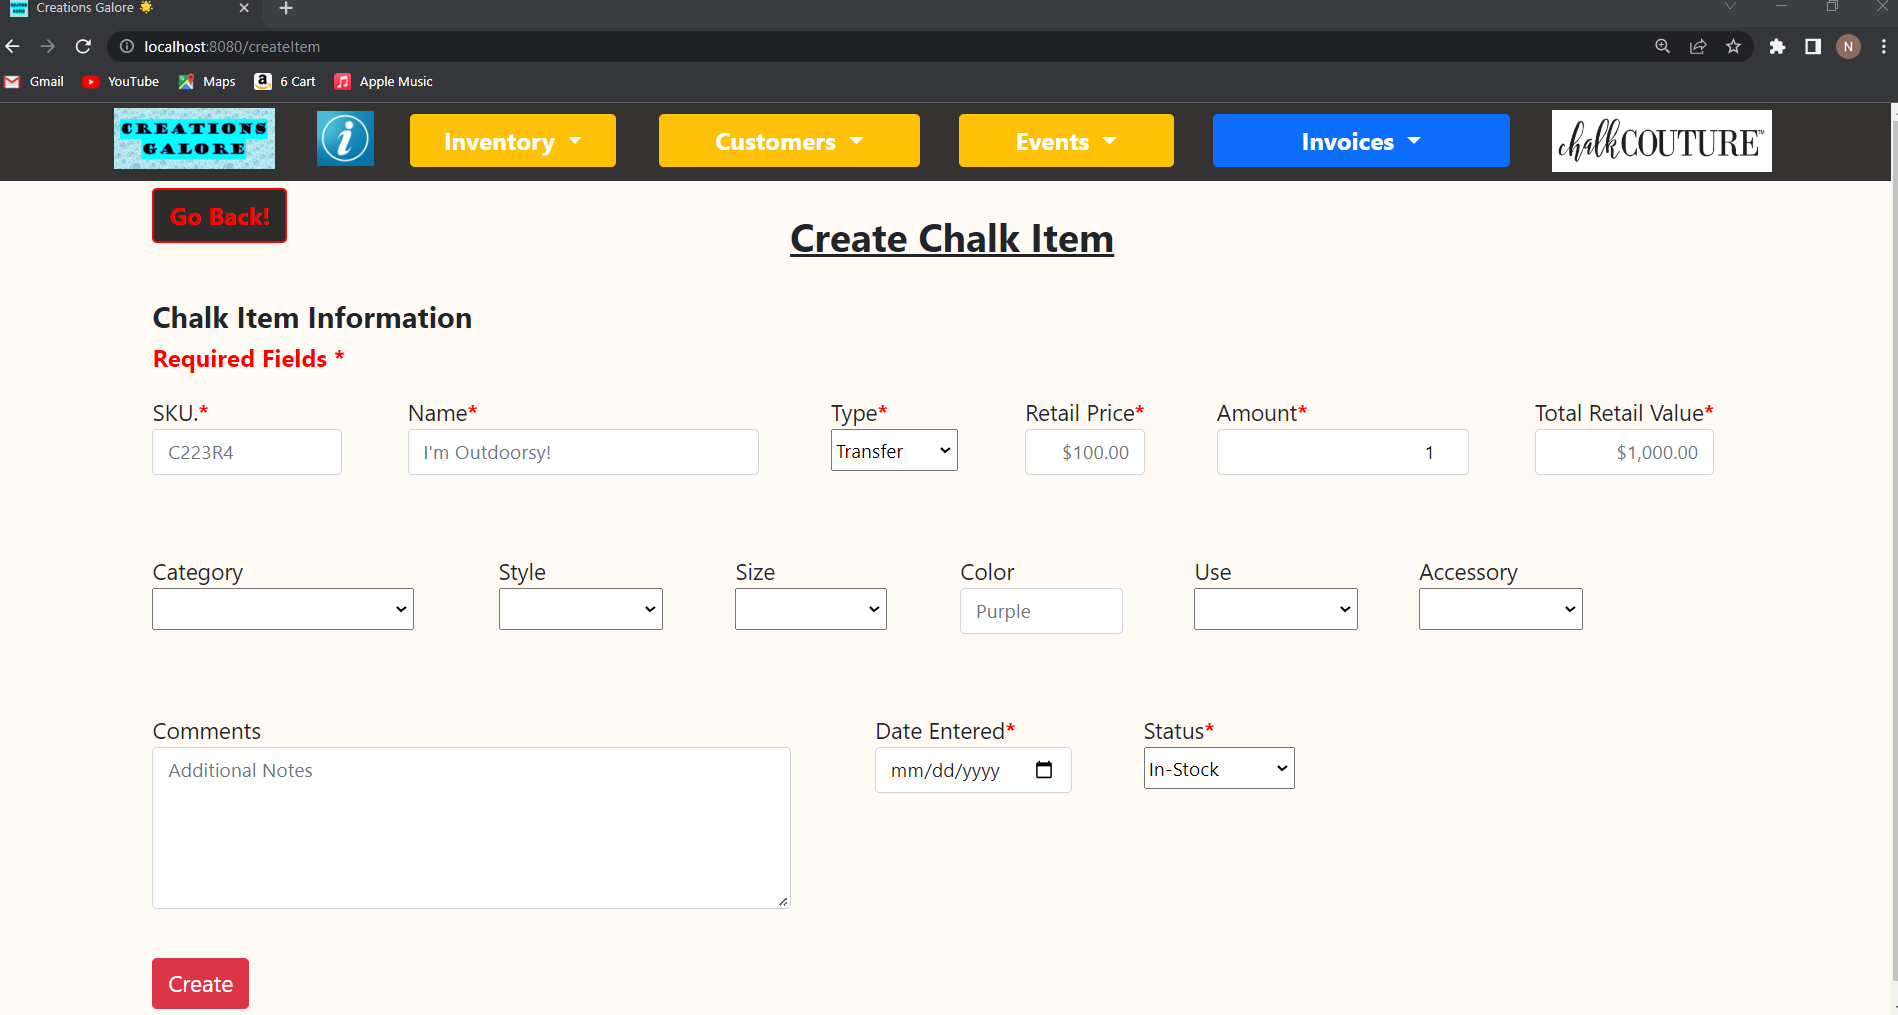 Creations Galore
localhost:8080/createItem
N
Gmail YouTube Maps a 6 Cart Apple Music
CREATIONS GALORE
i
Inventory Customers Events Invoices
chalkCOUTURE™
Go Back!
Create Chalk Item
Chalk Item Information
Required Fields *
SKU.* Name* Type* Retail Price* Amount* Total Retail Value*
C223R4 I'm Outdoorsy! Transfer $100.00 1 $1,000.00
Category Style Size Color Use Accessory
Purple
Comments Date Entered* Status*
Additional Notes mm/dd/yyyy In-Stock
Create